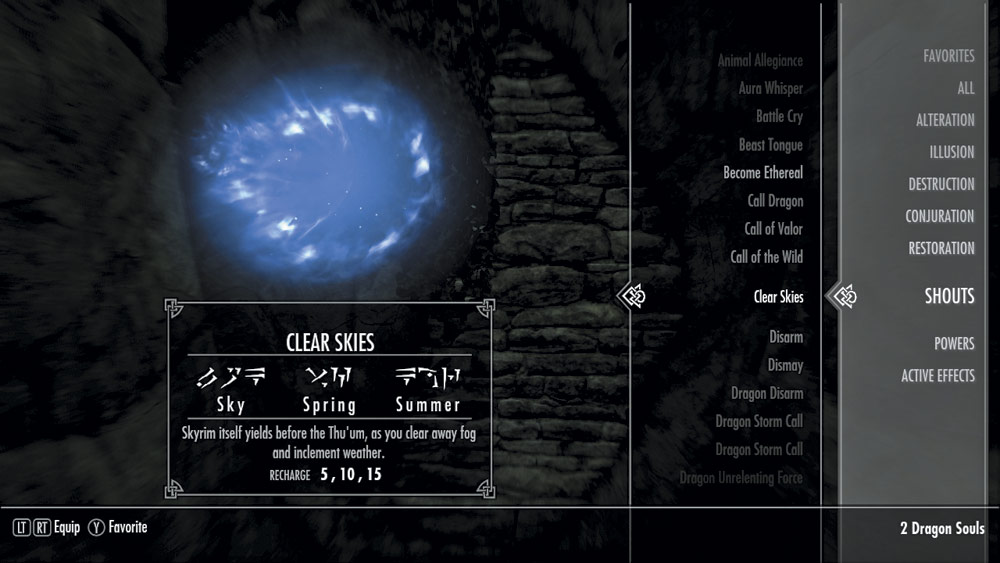 Animal Allegiance
Aura Whisper
Battle Cry
Beast Tongue
Become Ethereal
Call Dragon
Call of Valor
Call of the Wild
Clear Skies
Disarm
Dismay
Dragon Disarm
Dragon Storm Call
Dragon Storm Call
Dragon Unrelenting Force
FAVORITES
ALL
ALTERATION
ILLUSION
DESTRUCTION
CONJURATION
RESTORATION
SHOUTS
POWERS
ACTIVE EFFECTS
CLEAR SKIES
Sky Spring Summer
Skyrim itself yields before the Thu'um, as you clear away fog
and inclement weather.
RECHARGE 5, 10, 15
LT RT Equip Y Favorite
2 Dragon Souls